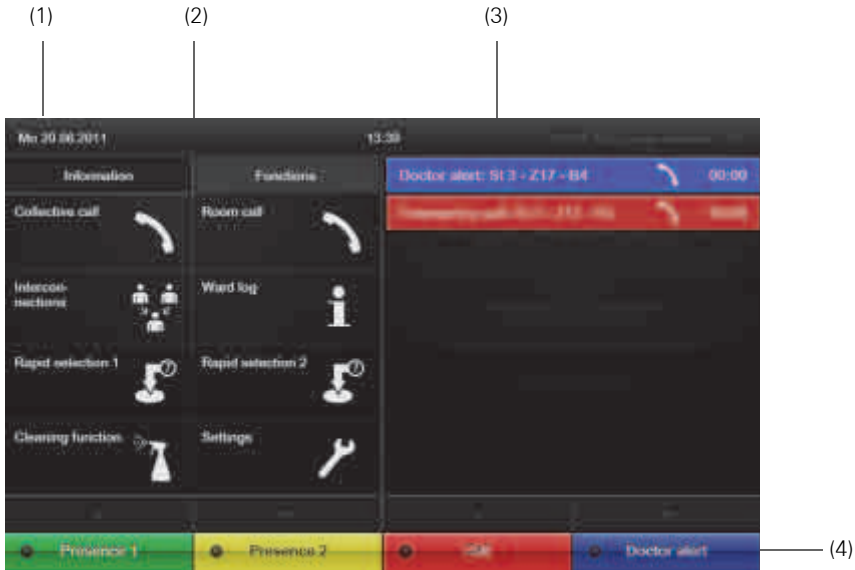 (1) (2) (3)
Mo 20.06.2011 13:39
Information Functions Doctor alert: St 3 - Z17 - B4 00:00
Collective call Room call
Intercon- Ward log
nections
Rapid selection 1 Rapid selection 2
Cleaning function Settings
Presence 1 Presence 2 Doctor alert (4)